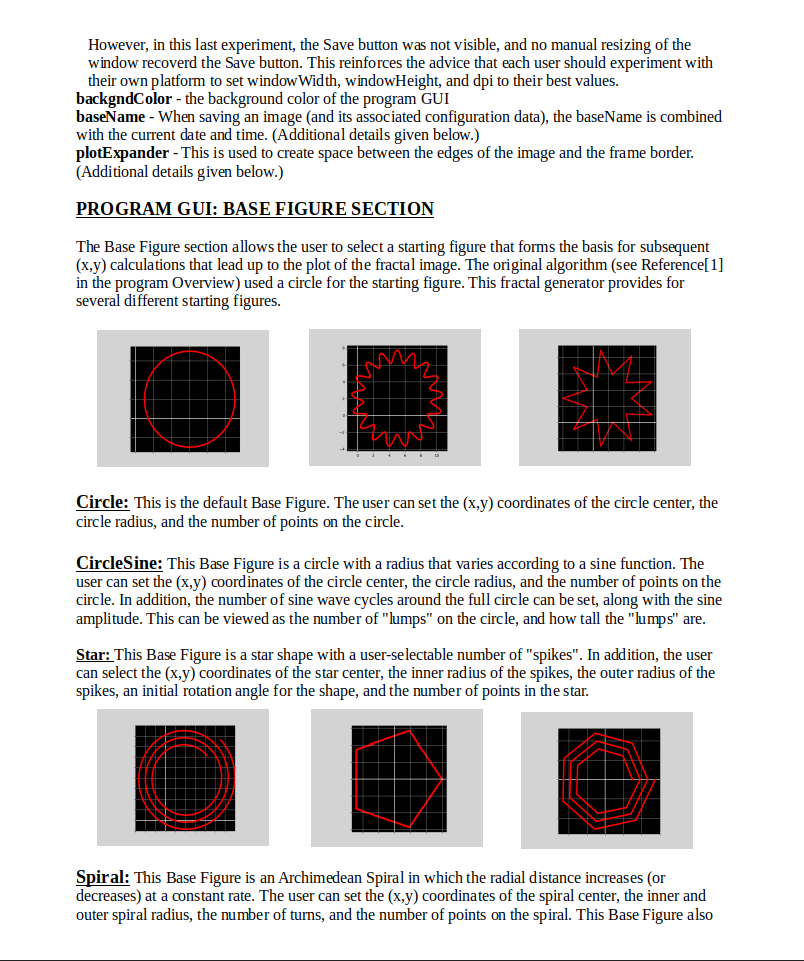 However, in this last experiment, the Save button was not visible, and no manual resizing of the
window recoverd the Save button. This reinforces the advice that each user should experiment with
their own platform to set windowWidth, windowHeight, and dpi to their best values.
backgndColor - the background color of the program GUI
baseName - When saving an image (and its associated configuration data), the baseName is combined
with the current date and time. (Additional details given below.)
plotExpander - This is used to create space between the edges of the image and the frame border.
(Additional details given below.)
PROGRAM GUI: BASE FIGURE SECTION
The Base Figure section allows the user to select a starting figure that forms the basis for subsequent
(x,y) calculations that lead up to the plot of the fractal image. The original algorithm (see Reference[1]
in the program Overview) used a circle for the starting figure. This fractal generator provides for
several different starting figures.
Circle: This is the default Base Figure. The user can set the (x,y) coordinates of the circle center, the
circle radius, and the number of points on the circle.
CircleSine: This Base Figure is a circle with a radius that varies according to a sine function. The
user can set the (x,y) coordinates of the circle center, the circle radius, and the number of points on the
circle. In addition, the number of sine wave cycles around the full circle can be set, along with the sine
amplitude. This can be viewed as the number of "lumps" on the circle, and how tall the "lumps" are.
Star: This Base Figure is a star shape with a user-selectable number of "spikes". In addition, the user
can select the (x,y) coordinates of the star center, the inner radius of the spikes, the outer radius of the
spikes, an initial rotation angle for the shape, and the number of points in the star.
Spiral: This Base Figure is an Archimedean Spiral in which the radial distance increases (or
decreases) at a constant rate. The user can set the (x,y) coordinates of the spiral center, the inner and
outer spiral radius, the number of turns, and the number of points on the spiral. This Base Figure also